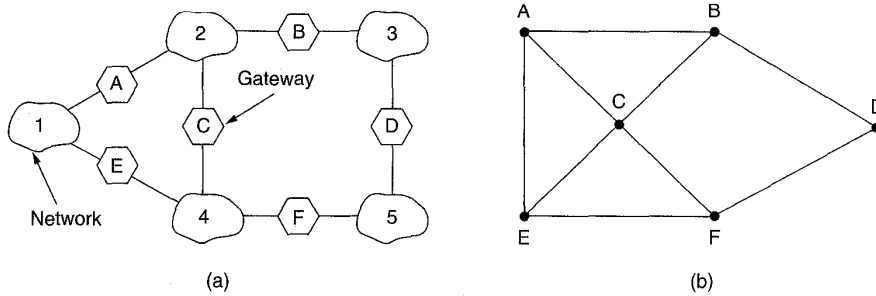 A B
2 B 3
Gateway
A
C
1 C D D
E
Network 4 F 5
E F
(a) (b)